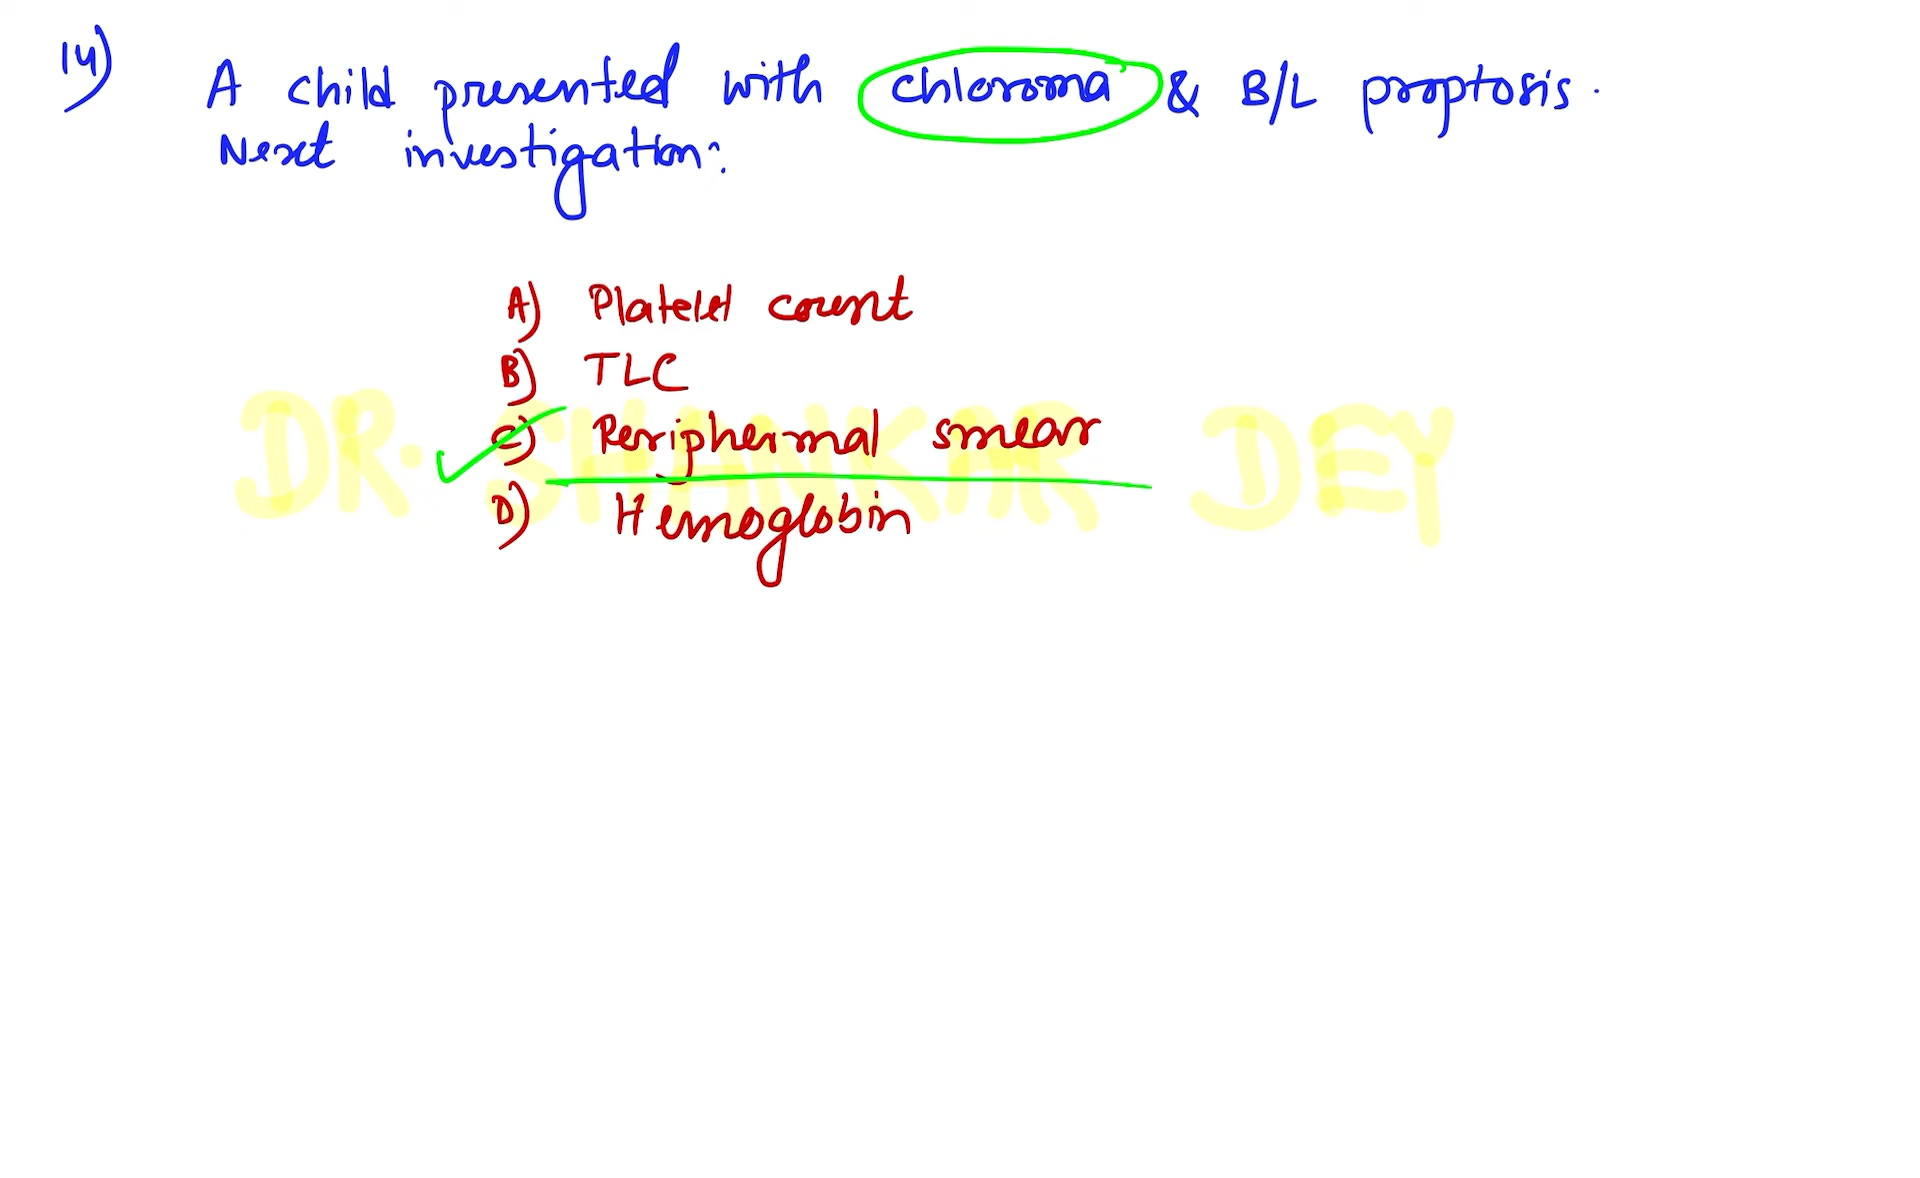 14)
A child presented with chloroma & B/L proptosis.
Next investigation:
A) Platelet count
B) TLC
C) Peripheral smear
D) Hemoglobin
DR. SHANKAR DEY